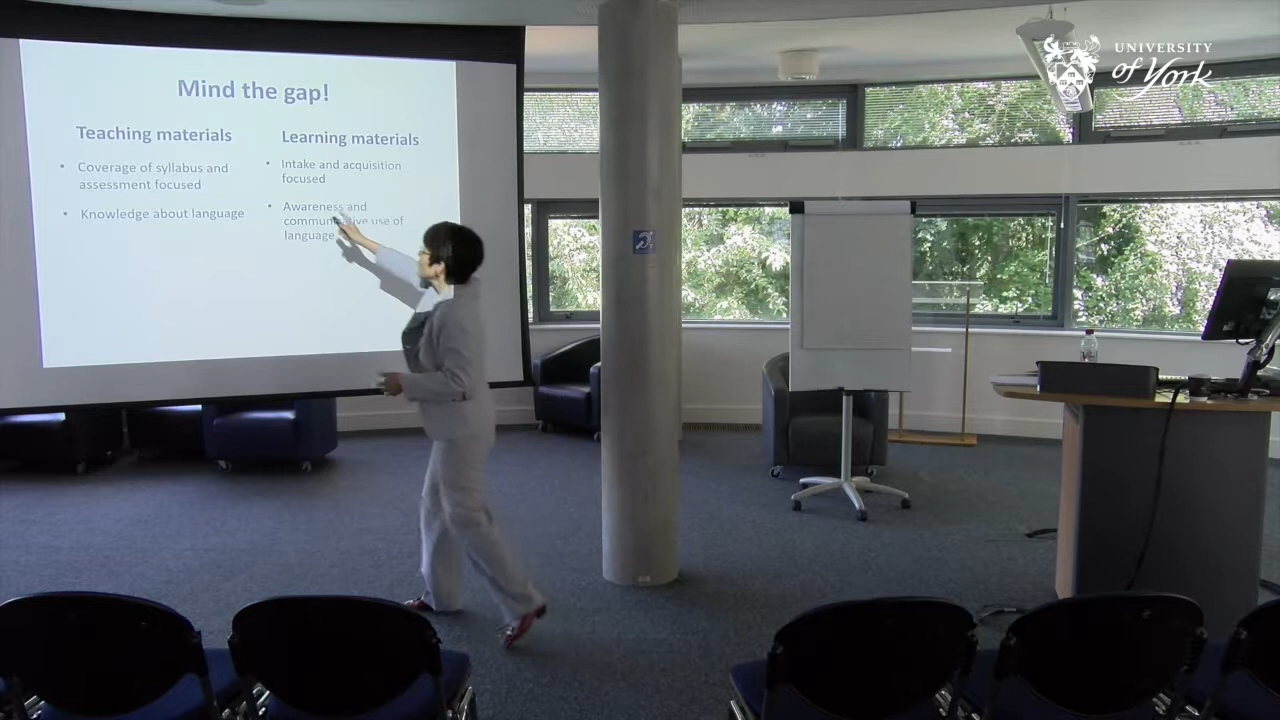 Mind the gap!
Teaching materials
• Coverage of syllabus and
assessment focused
• Knowledge about language
Learning materials
• Intake and acquisition
focused
• Awareness and
use of
language
UNIVERSITY
of York